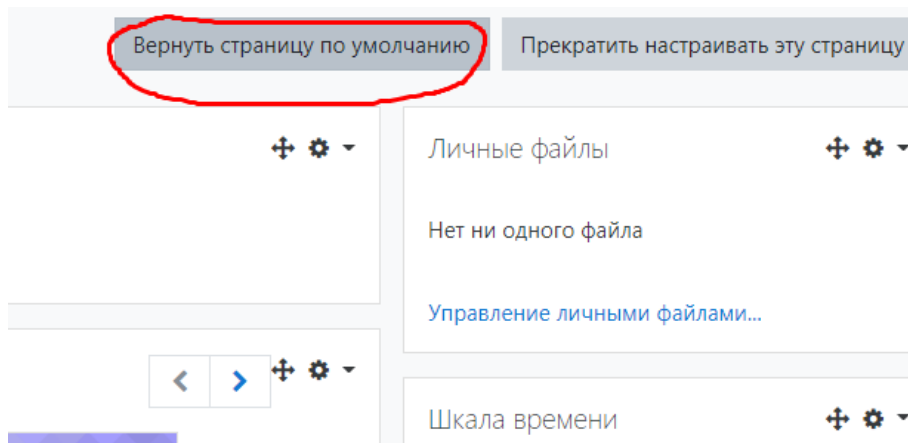 Вернуть страницу по умолчанию
Прекратить настраивать эту страницу
Личные файлы
Нет ни одного файла
Управление личными файлами...
Шкала времени